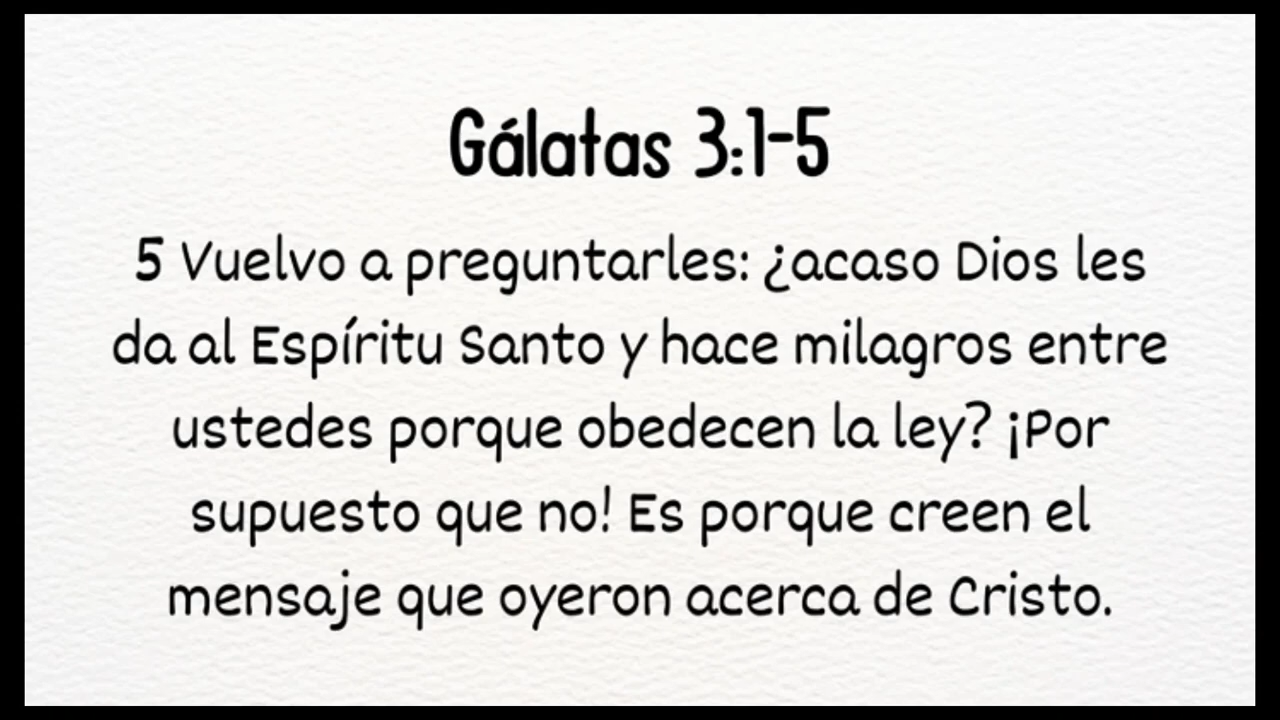 Gálatas 3:1-5
5 Vuelvo a preguntarles: ¿acaso Dios les
da al Espíritu Santo y hace milagros entre
ustedes porque obedecen la ley? ¡Por
supuesto que no! Es porque creen el
mensaje que oyeron acerca de Cristo.